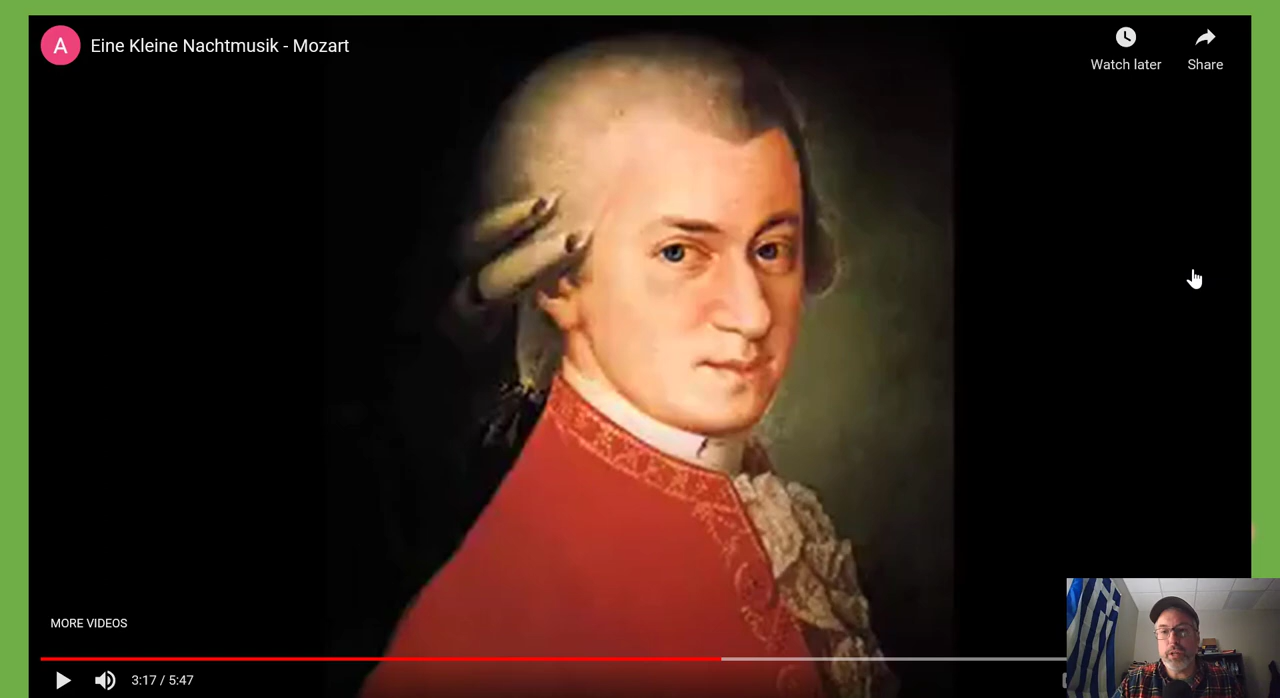 A
Eine Kleine Nachtmusik - Mozart
Watch later
Share
MORE VIDEOS
3:17 / 5:47